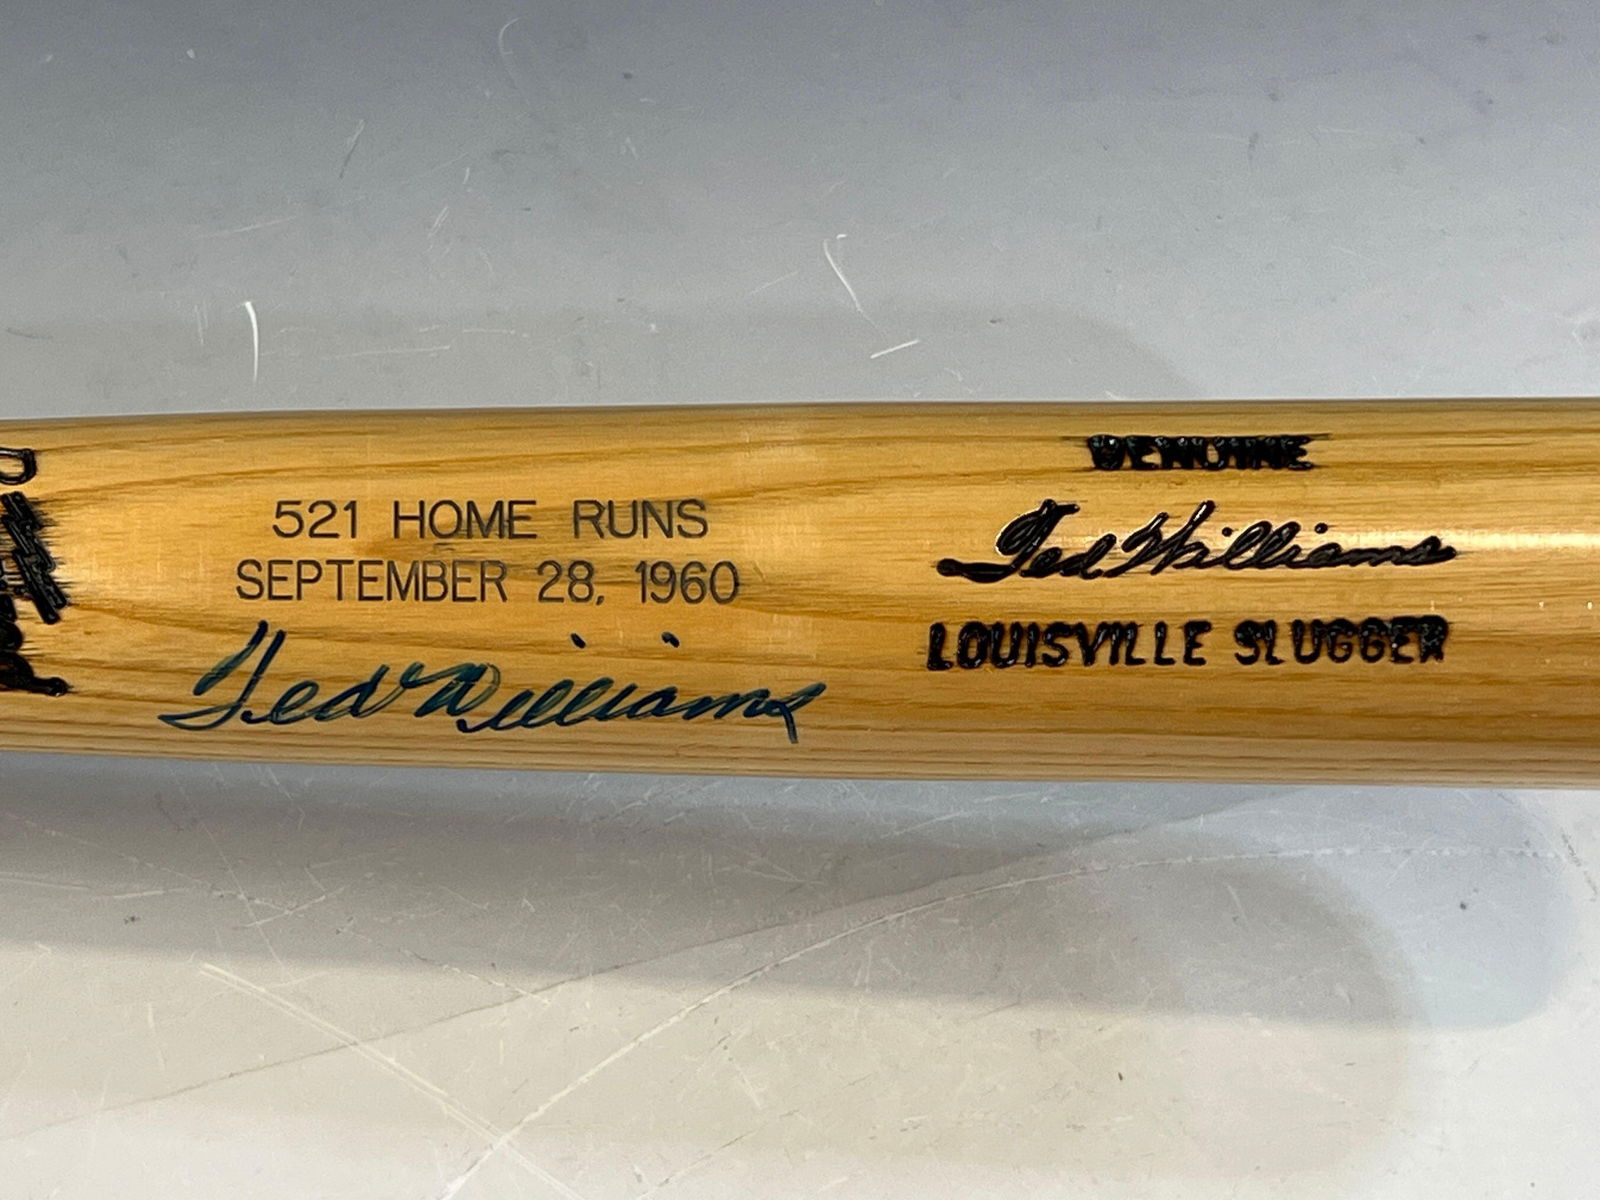 521 HOME RUNS
SEPTEMBER 28, 1960
Ted Williams
GENUINE
Ted Williams
LOUISVILLE SLUGGER